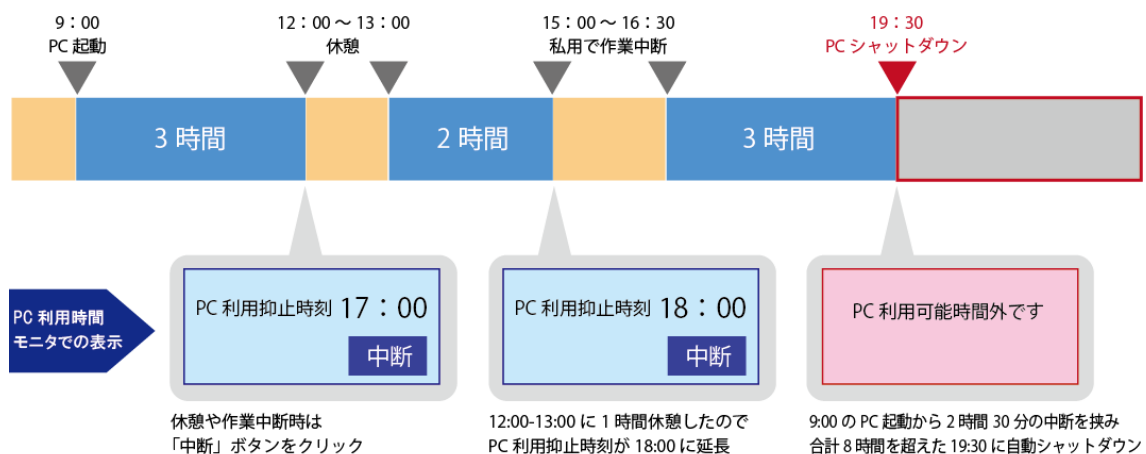 9：00
PC 起動
12：00 ～ 13：00
休憩
15：00 ～ 16：30
私用で作業中断
19：30
PC シャットダウン
3 時間
2 時間
3 時間
PC 利用時間
モニタでの表示
PC 利用抑止時刻 17：00
中断
PC 利用抑止時刻 18：00
中断
PC 利用可能時間外です
休憩や作業中断時は
「中断」ボタンをクリック
12:00-13:00 に 1 時間休憩したので
PC 利用抑止時刻が 18:00 に延長
9:00 の PC 起動から 2 時間 30 分の中断を挟み
合計 8 時間を超えた 19:30 に自動シャットダウン